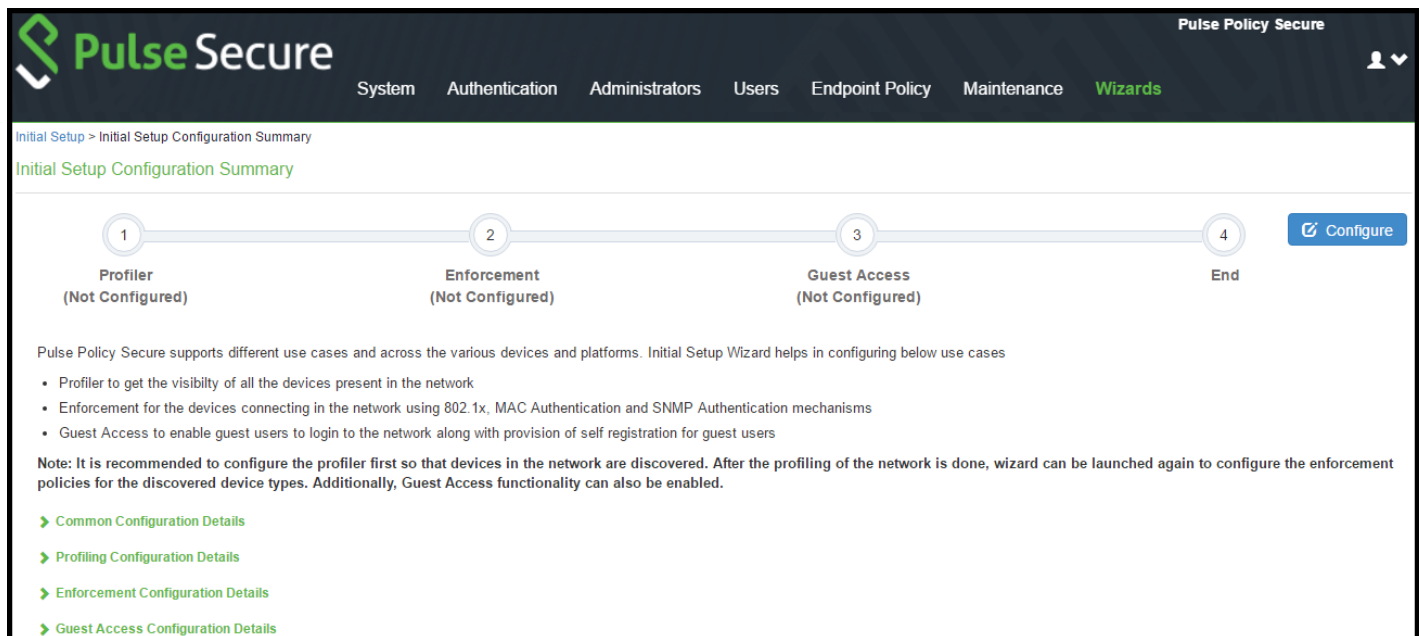 Pulse Secure
Pulse Policy Secure
System Authentication Administrators Users Endpoint Policy Maintenance Wizards
Initial Setup > Initial Setup Configuration Summary
Initial Setup Configuration Summary
1 2 3 4 Configure
Profiler Enforcement Guest Access End
(Not Configured) (Not Configured) (Not Configured)
Pulse Policy Secure supports different use cases and across the various devices and platforms. Initial Setup Wizard helps in configuring below use cases
• Profiler to get the visibilty of all the devices present in the network
• Enforcement for the devices connecting in the network using 802.1x, MAC Authentication and SNMP Authentication mechanisms
• Guest Access to enable guest users to login to the network along with provision of self registration for guest users
Note: It is recommended to configure the profiler first so that devices in the network are discovered. After the profiling of the network is done, wizard can be launched again to configure the enforcement
policies for the discovered device types. Additionally, Guest Access functionality can also be enabled.
Common Configuration Details
Profiling Configuration Details
Enforcement Configuration Details
Guest Access Configuration Details